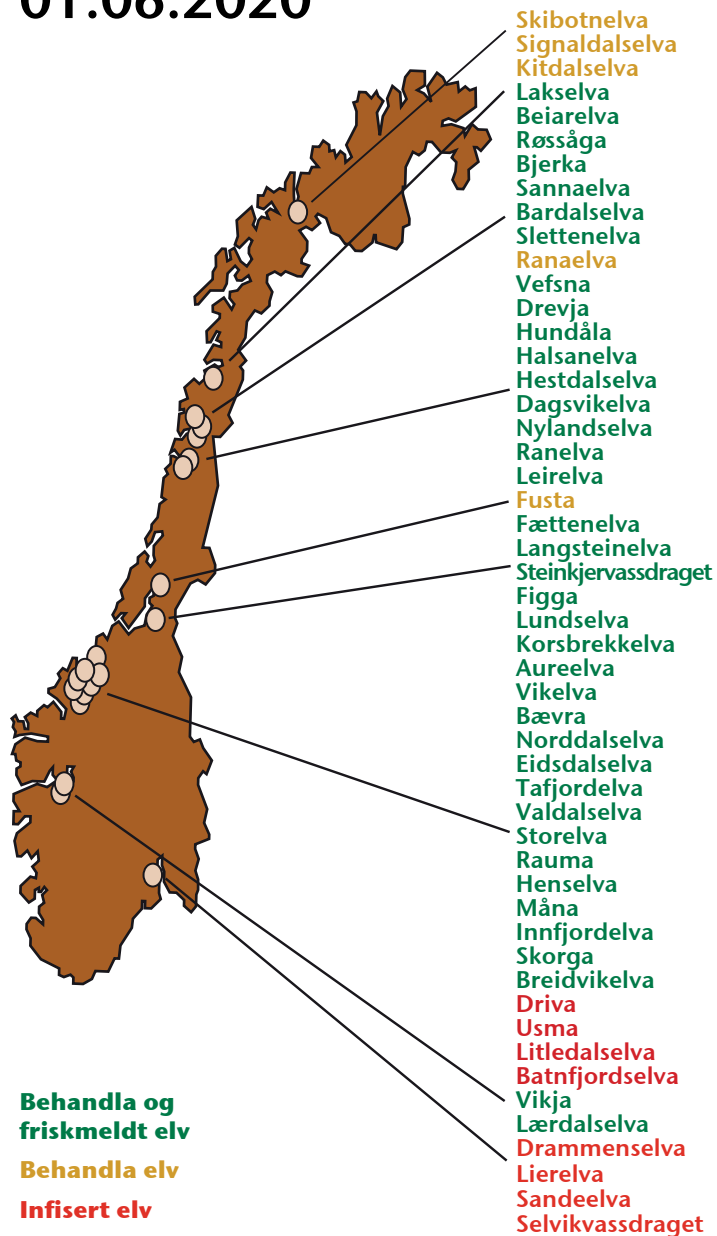 01.08.2020
Skibotnelva
Signaldalselva
Kitdalselva
Lakselva
Beiarelva
Røssåga
Bjerka
Sannaelva
Bardalselva
Slettenelva
Ranaelva
Vefsna
Drevja
Hundåla
Halsanelva
Hestdalselva
Dagsvikelva
Nylandselva
Ranelva
Leirelva
Fusta
Fættenelva
Langsteinelva
Steinkjervassdraget
Figga
Lundselva
Korsbrekkelva
Aureelva
Vikelva
Bævra
Norddalselva
Eidsdalselva
Tafjordelva
Valdalselva
Storelva
Rauma
Henselva
Måna
Innfjordelva
Skorga
Breidvikelva
Driva
Usma
Litledalselva
Batnfjordselva
Vikja
Lærdalselva
Drammenselva
Lierelva
Sandeelva
Selvikvassdraget
Behandla og
friskmeldt elv
Behandla elv
Infisert elv